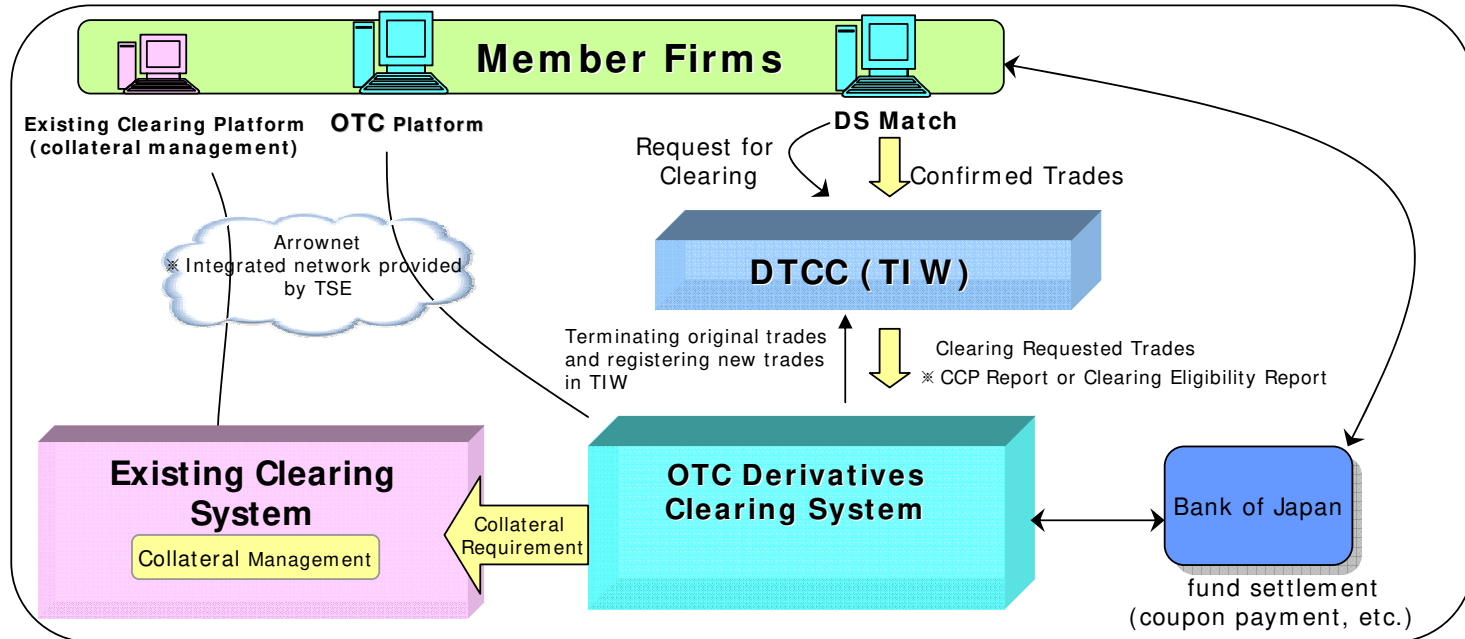 Member Firms
Existing Clearing Platform
(collateral management)
OTC Platform
DS Match
Request for
Clearing
Confirmed Trades
Arrownet
※ Integrated network provided
by TSE
DTCC (TIW)
Terminating original trades
and registering new trades
in TIW
Clearing Requested Trades
※ CCP Report or Clearing Eligibility Report
Existing Clearing
System
Collateral Management
Collateral
Requirement
OTC Derivatives
Clearing System
Bank of Japan
fund settlement
(coupon payment, etc.)